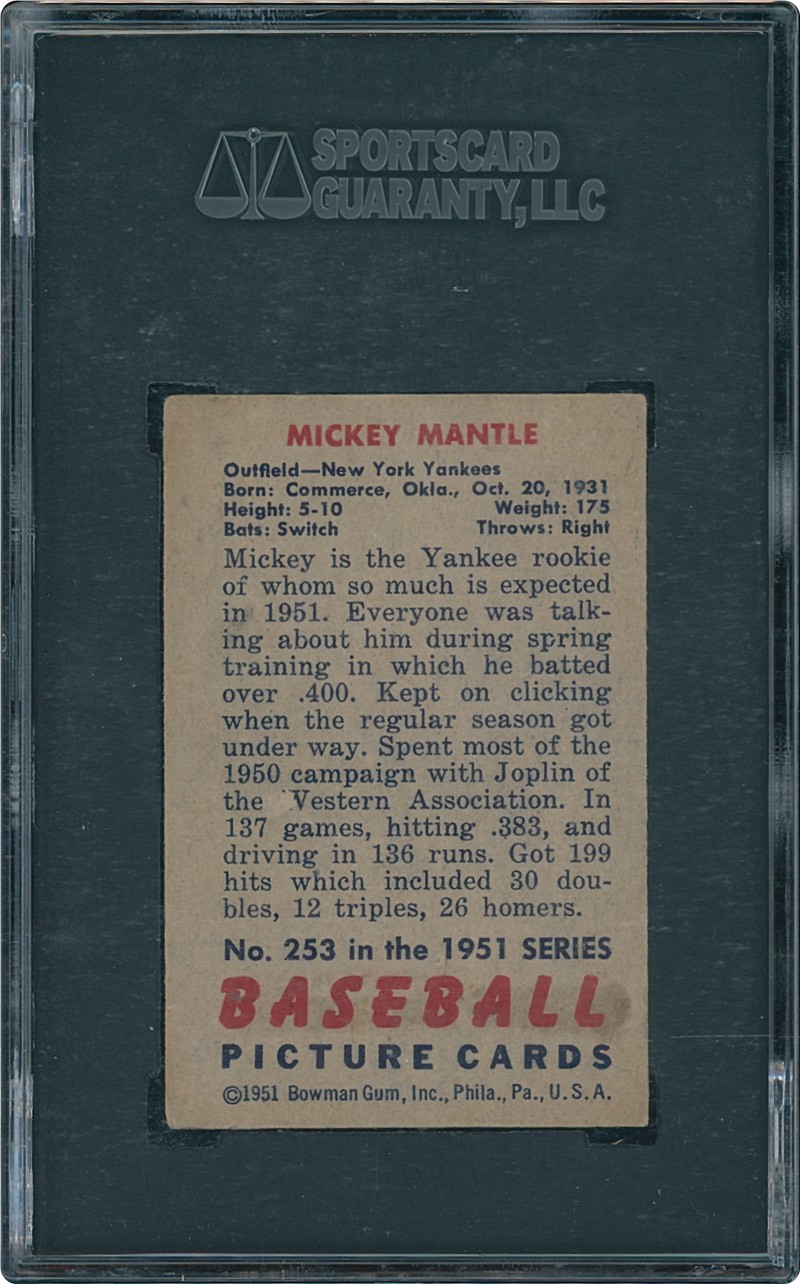 SPORTSCARD
GUARANTY, LLC
MICKEY MANTLE
Outfield—New York Yankees
Born: Commerce, Okla., Oct. 20, 1931
Height: 5-10 Weight: 175
Bats: Switch Throws: Right
Mickey is the Yankee rookie
of whom so much is expected
in 1951. Everyone was talk-
ing about him during spring
training in which he batted
over .400. Kept on clicking
when the regular season got
under way. Spent most of the
1950 campaign with Joplin of
the Western Association. In
137 games, hitting .383, and
driving in 136 runs. Got 199
hits which included 30 dou-
bles, 12 triples, 26 homers.
No. 253 in the 1951 SERIES
BASEBALL
PICTURE CARDS
©1951 Bowman Gum, Inc., Phila., Pa., U.S.A.